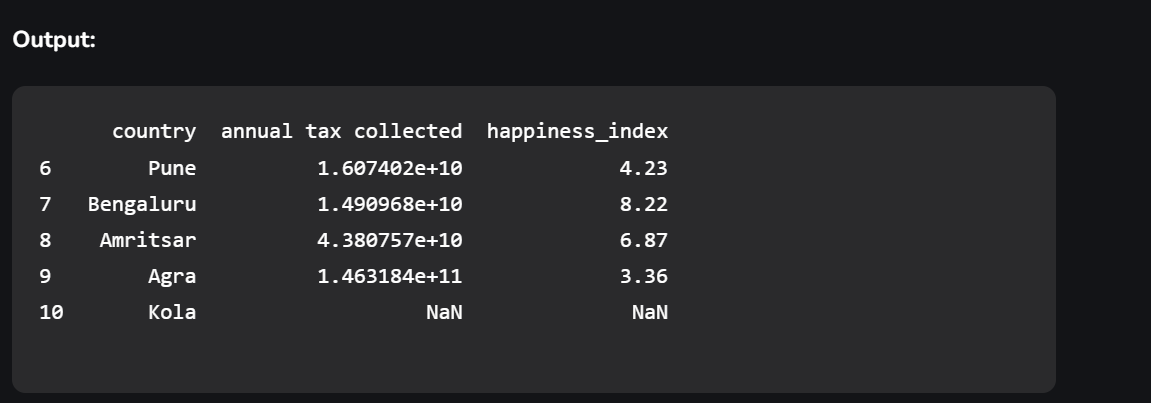 Output:
country annual tax collected happiness_index
6 Pune 1.607402e+10 4.23
7 Bengaluru 1.490968e+10 8.22
8 Amritsar 4.380757e+10 6.87
9 Agra 1.463184e+11 3.36
10 Kola NaN NaN